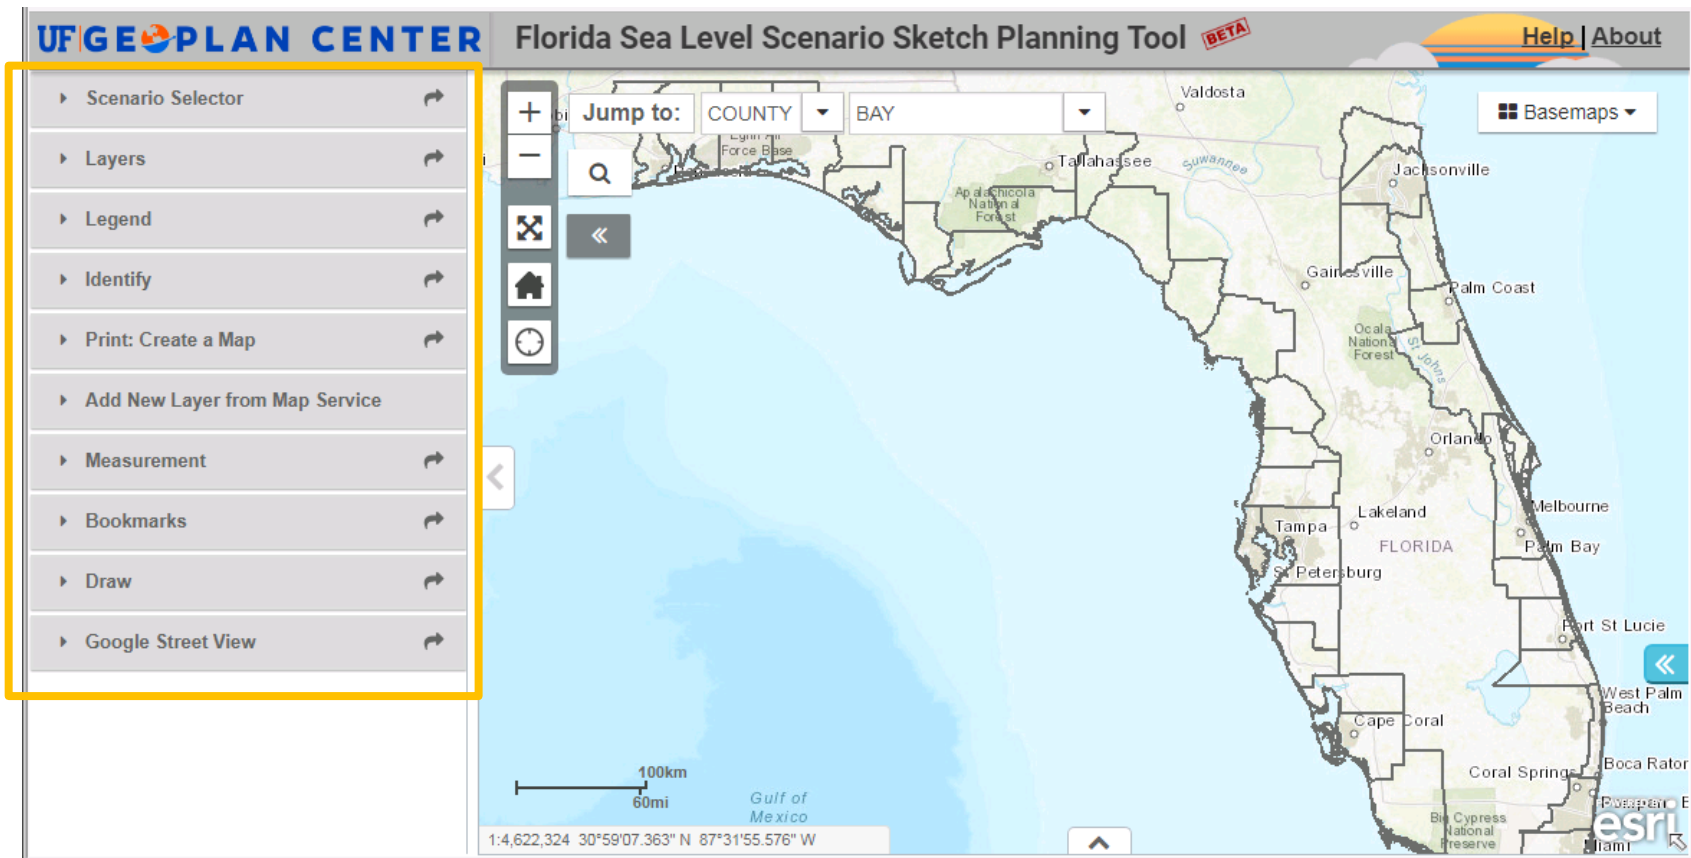 UF|GEOPLAN CENTER
Florida Sea Level Scenario Sketch Planning Tool BETA
Help | About
Scenario Selector
Layers
Legend
Identify
Print: Create a Map
Add New Layer from Map Service
Measurement
Bookmarks
Draw
Google Street View
Jump to: COUNTY BAY
Basemaps
Valdosta
Force Base
Tallahassee
Suwannee
Jacksonville
Apalachicola
National
Forest
Gainesville
Palm Coast
Ocala
National
Forest
St Johns
Orlando
Melbourne
Lakeland
Tampa
FLORIDA
Palm Bay
St Petersburg
Port St Lucie
West Palm
Beach
Cape Coral
Coral Springs
Boca Rator
Big Cypress
National
Preserve
esri
Miami
100km
60mi
Gulf of
Mexico
1:4,622,324 30°59'07.363" N 87°31'55.576" W